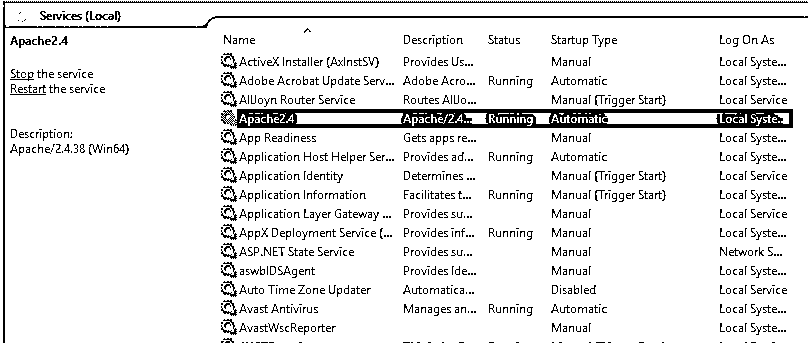 Services (Local)
Apache2.4
Stop the service
Restart the service
Description:
Apache/2.4.38 (Win64)
Name Description Status Startup Type Log On As
ActiveX Installer (AxInstSV) Provides Us... Manual Local Syste...
Adobe Acrobat Update Serv... Adobe Acro... Running Automatic Local Syste...
AllJoyn Router Service Routes AllJo... Manual (Trigger Start) Local Service
Apache2.4 Apache/2.4... Running Automatic Local Syste...
App Readiness Gets apps re... Manual Local Syste...
Application Host Helper Ser... Provides ad... Running Automatic Local Syste...
Application Identity Determines ... Manual (Trigger Start) Local Service
Application Information Facilitates t... Running Manual (Trigger Start) Local Syste...
Application Layer Gateway ... Provides su... Manual Local Service
AppX Deployment Service (... Provides inf... Running Manual Local Syste...
ASP.NET State Service Provides su... Manual Network S...
aswbIDSAgent Provides Ide... Manual Local Syste...
Auto Time Zone Updater Automatica... Disabled Local Service
Avast Antivirus Manages an... Running Automatic Local Syste...
AvastWscReporter Manual Local Syste...